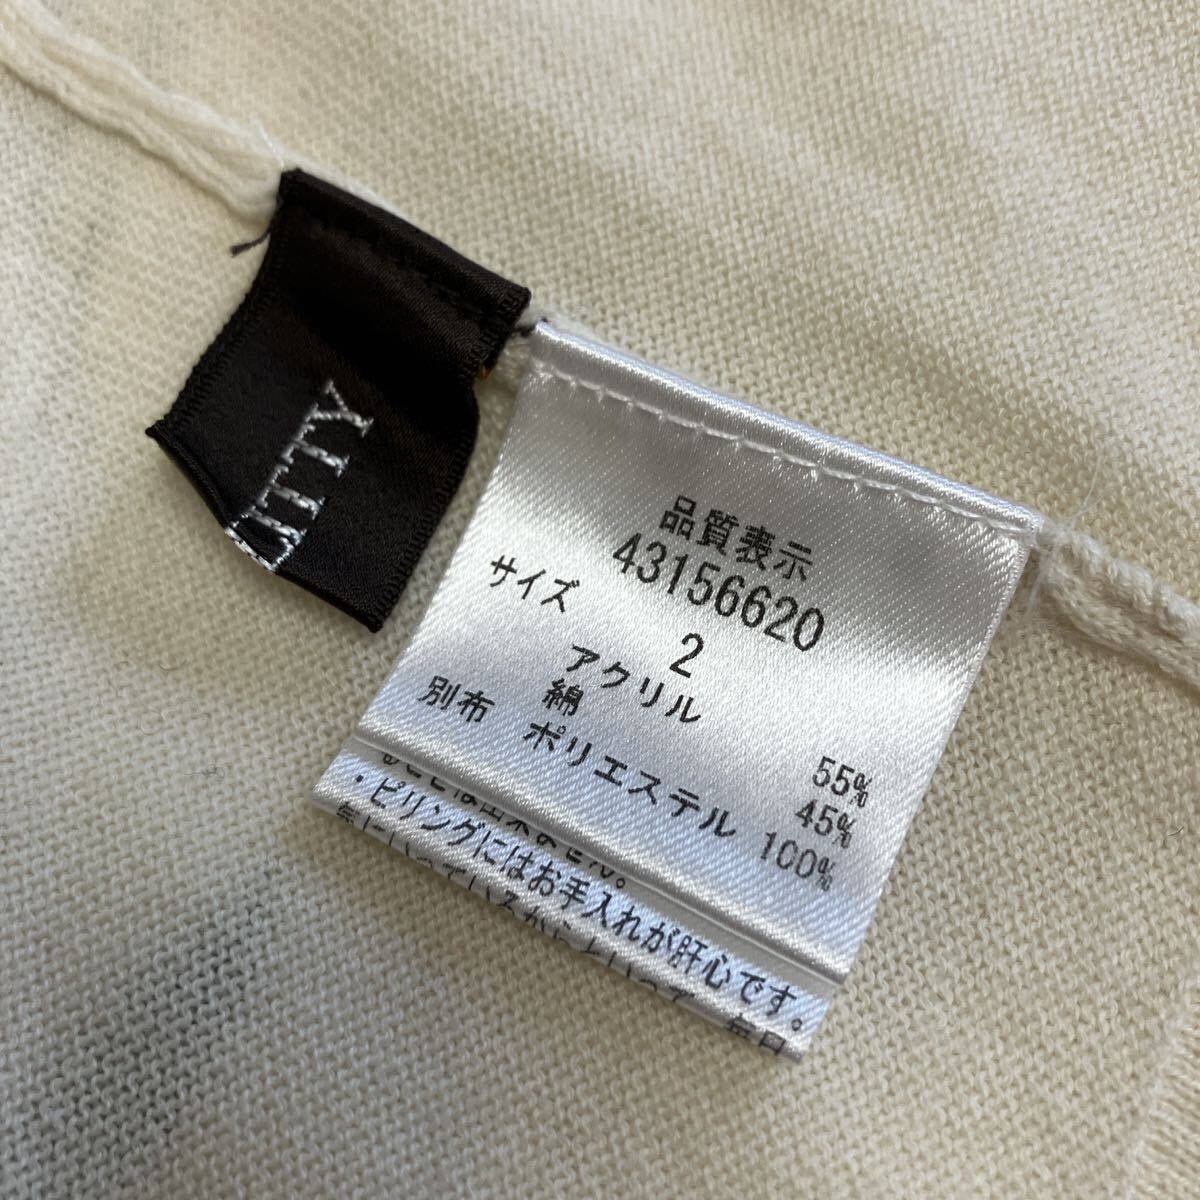 ITTY
品質表示
43156620
サイズ 2
アクリル 55%
綿 45%
別布 ポリエステル 100%
・ピリングにはお手入れが肝心です。